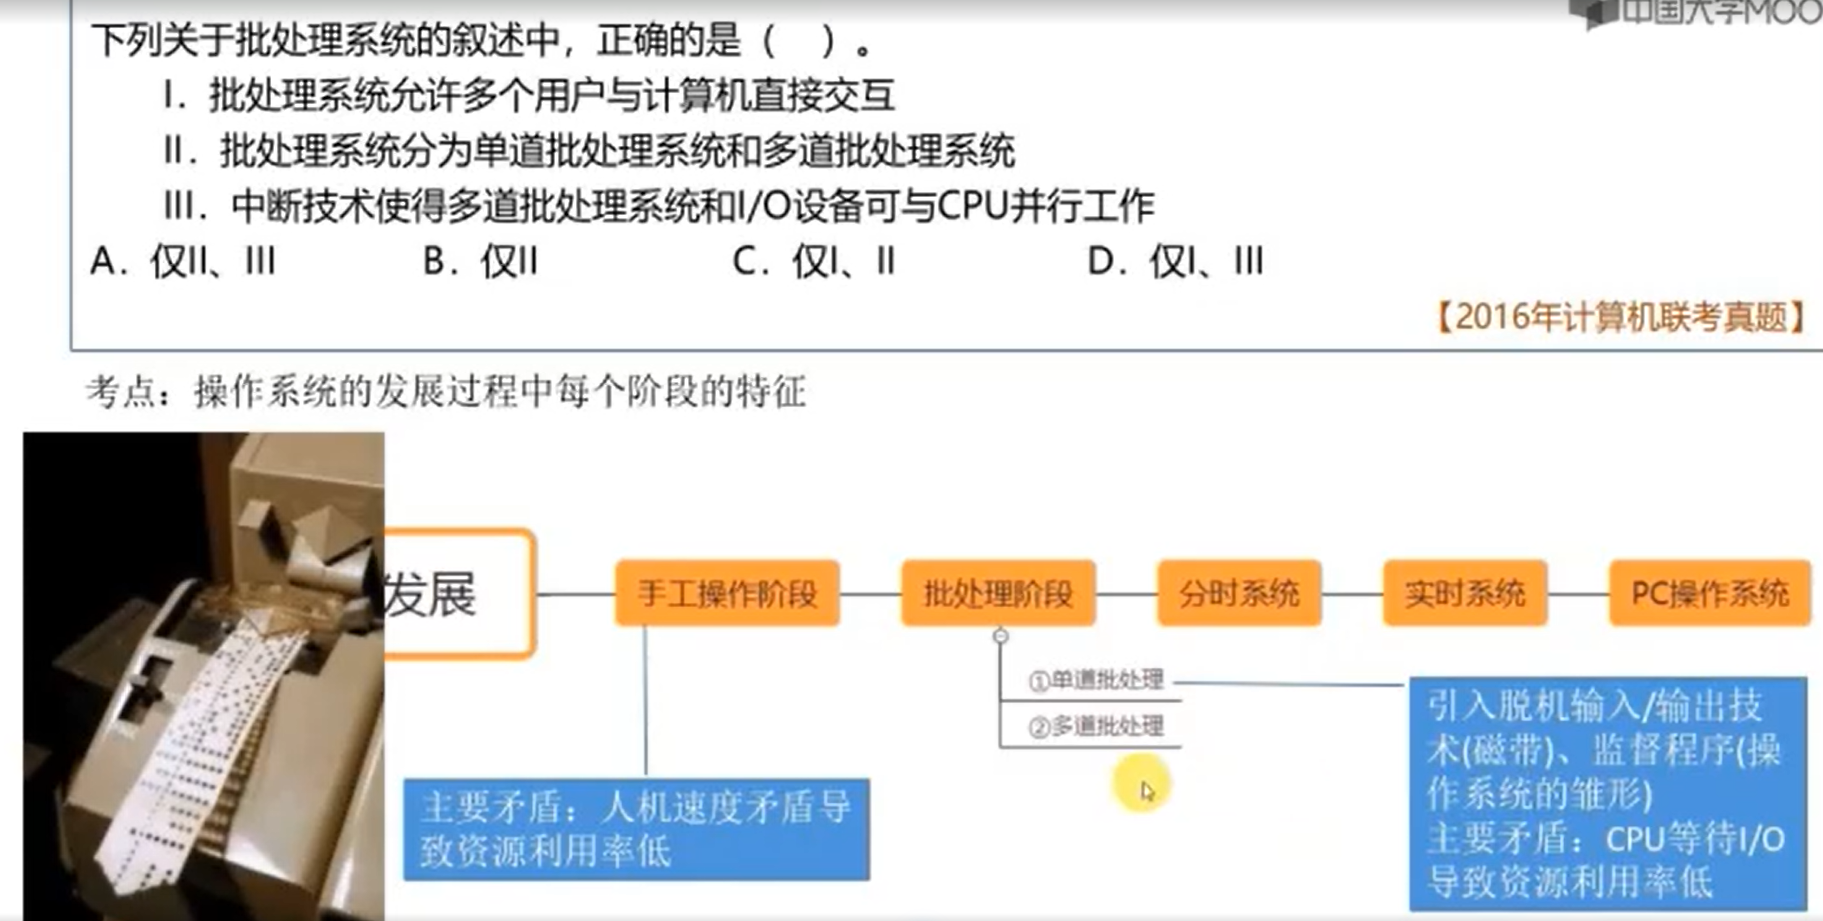 中国大学MOO
下列关于批处理系统的叙述中，正确的是（ ）。
I. 批处理系统允许多个用户与计算机直接交互
II. 批处理系统分为单道批处理系统和多道批处理系统
III. 中断技术使得多道批处理系统和I/O设备可与CPU并行工作
A. 仅II、III B. 仅II C. 仅I、II D. 仅I、III
【2016年计算机联考真题】
考点：操作系统的发展过程中每个阶段的特征
发展
手工操作阶段
批处理阶段
分时系统
实时系统
PC操作系统
①单道批处理
②多道批处理
主要矛盾：人机速度矛盾导
致资源利用率低
引入脱机输入/输出技
术(磁带)、监督程序(操
作系统的雏形)
主要矛盾：CPU等待I/O
导致资源利用率低